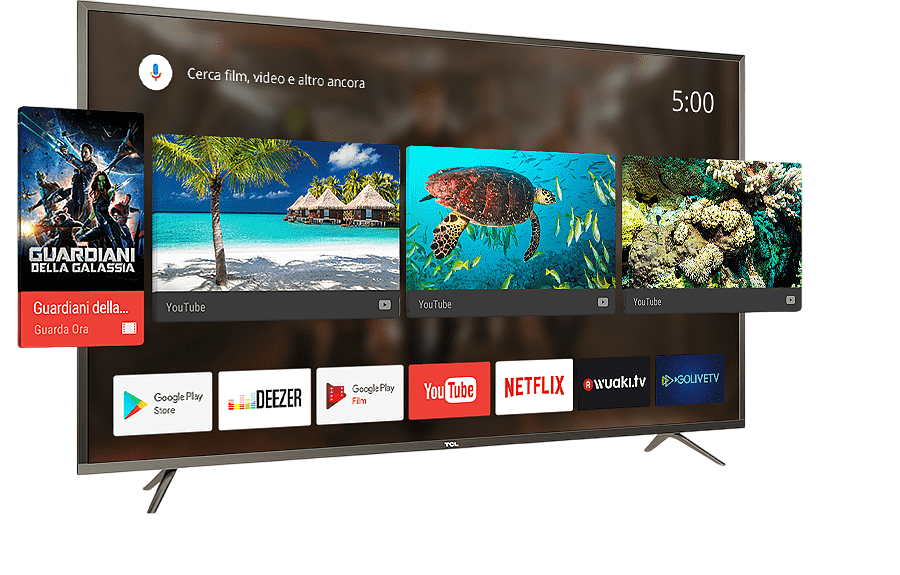 Cerca film, video e altro ancora
5:00
GUARDIANI
DELLA GALASSIA
Guardiani della...
Guarda Ora
YouTube
YouTube
YouTube
Google Play
Store
DEEZER
Google Play
Film
YouTube
NETFLIX
wuaki.tv
GOLIVETV
TCL